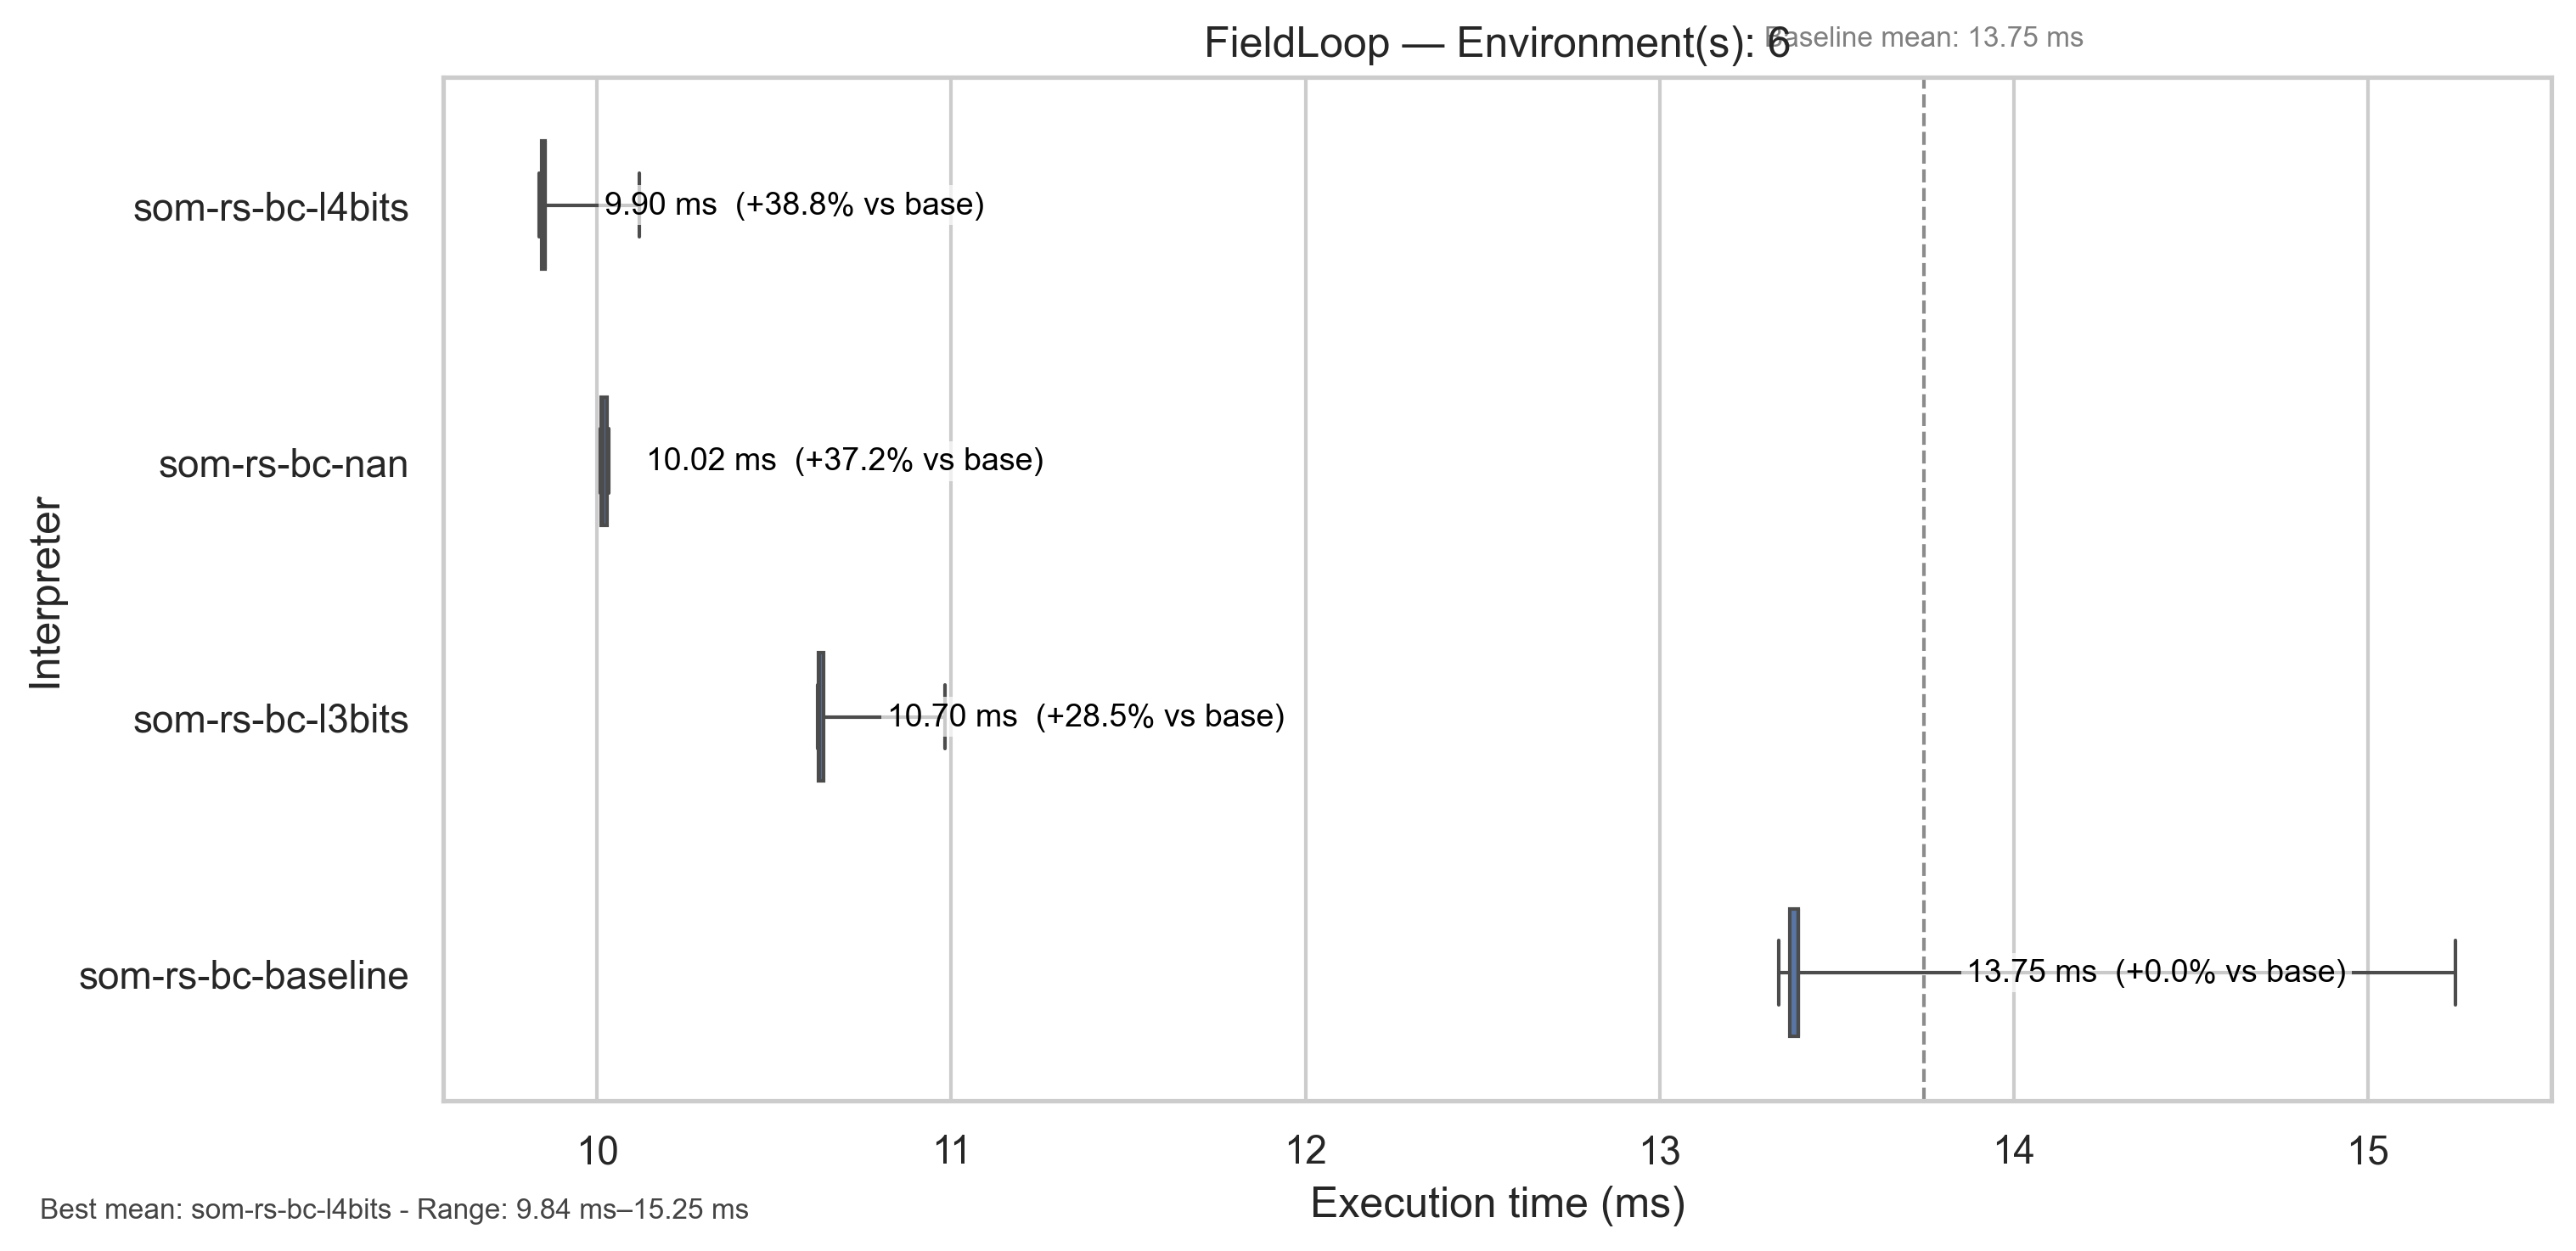 FieldLoop — Environment(s): 6
Baseline mean: 13.75 ms
Interpreter
som-rs-bc-l4bits
9.90 ms (+38.8% vs base)
som-rs-bc-nan
10.02 ms (+37.2% vs base)
som-rs-bc-l3bits
10.70 ms (+28.5% vs base)
som-rs-bc-baseline
13.75 ms (+0.0% vs base)
10 11 12 13 14 15
Execution time (ms)
Best mean: som-rs-bc-l4bits - Range: 9.84 ms–15.25 ms